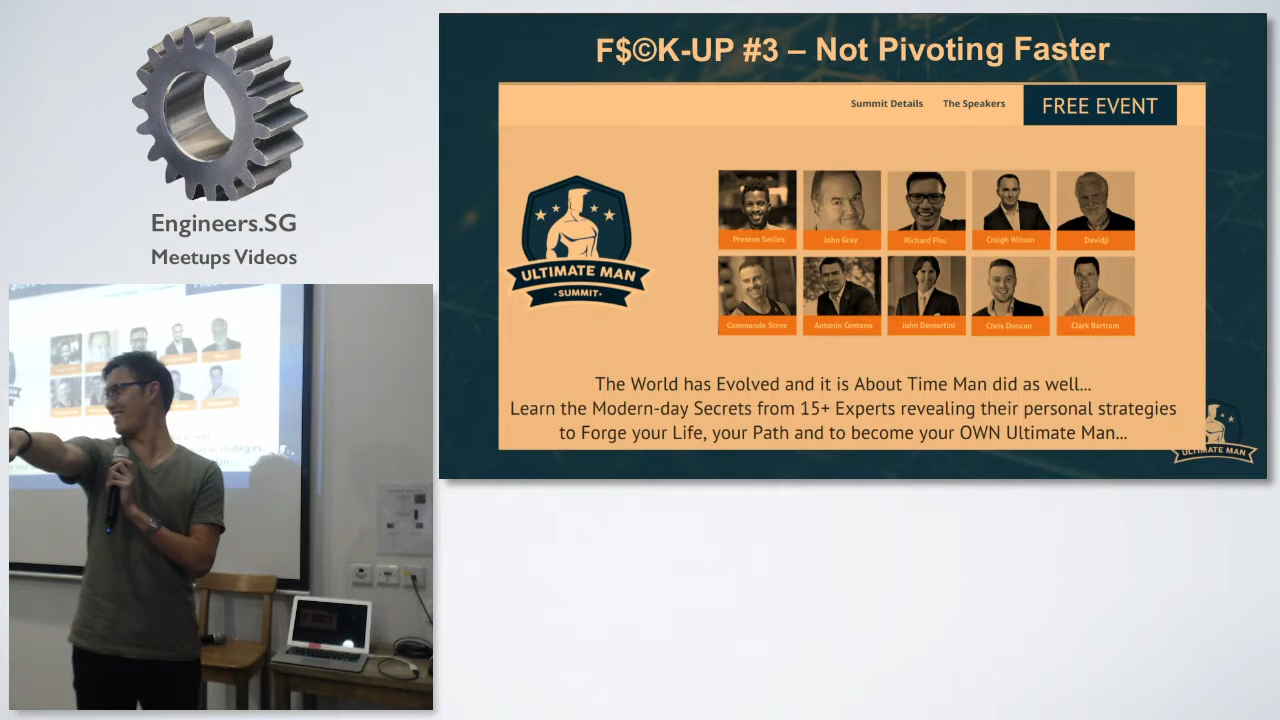 Engineers.SG
Meetups Videos
F$©K-UP #3 – Not Pivoting Faster
Summit Details The Speakers FREE EVENT
ULTIMATE MAN
·SUMMIT·
Preston Smiles John Gray Richard Pisu Craigh Wilson Davidji
Commando Steve Antonio Centeno John Demartini Chris Duncan Clark Bartram
The World has Evolved and it is About Time Man did as well...
Learn the Modern-day Secrets from 15+ Experts revealing their personal strategies
to Forge your Life, your Path and to become your OWN Ultimate Man...
ULTIMATE MAN